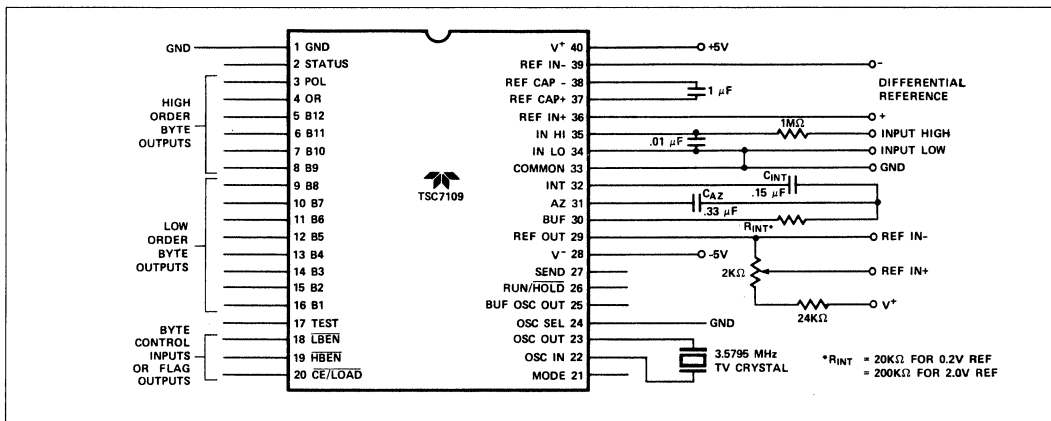 GND
HIGH
ORDER
BYTE
OUTPUTS
LOW
ORDER
BYTE
OUTPUTS
BYTE
CONTROL
INPUTS
OR FLAG
OUTPUTS
1 GND
2 STATUS
3 POL
4 OR
5 B12
6 B11
7 B10
8 B9
9 B8
10 B7
11 B6
12 B5
13 B4
14 B3
15 B2
16 B1
17 TEST
18 LBEN
19 HBEN
20 CE/LOAD
TSC7109
V+ 40
REF IN- 39
REF CAP - 38
REF CAP+ 37
REF IN+ 36
IN HI 35
IN LO 34
COMMON 33
INT 32
AZ 31
BUF 30
REF OUT 29
V- 28
SEND 27
RUN/HOLD 26
BUF OSC OUT 25
OSC SEL 24
OSC OUT 23
OSC IN 22
MODE 21
+5V
-
1 µF
DIFFERENTIAL
REFERENCE
+
1MΩ
INPUT HIGH
.01 µF
INPUT LOW
GND
CINT
.15 µF
CAZ
.33 µF
RINT*
REF IN-
-5V
2KΩ
REF IN+
V+
24KΩ
GND
3.5795 MHz
TV CRYSTAL
*RINT = 20KΩ FOR 0.2V REF
= 200KΩ FOR 2.0V REF